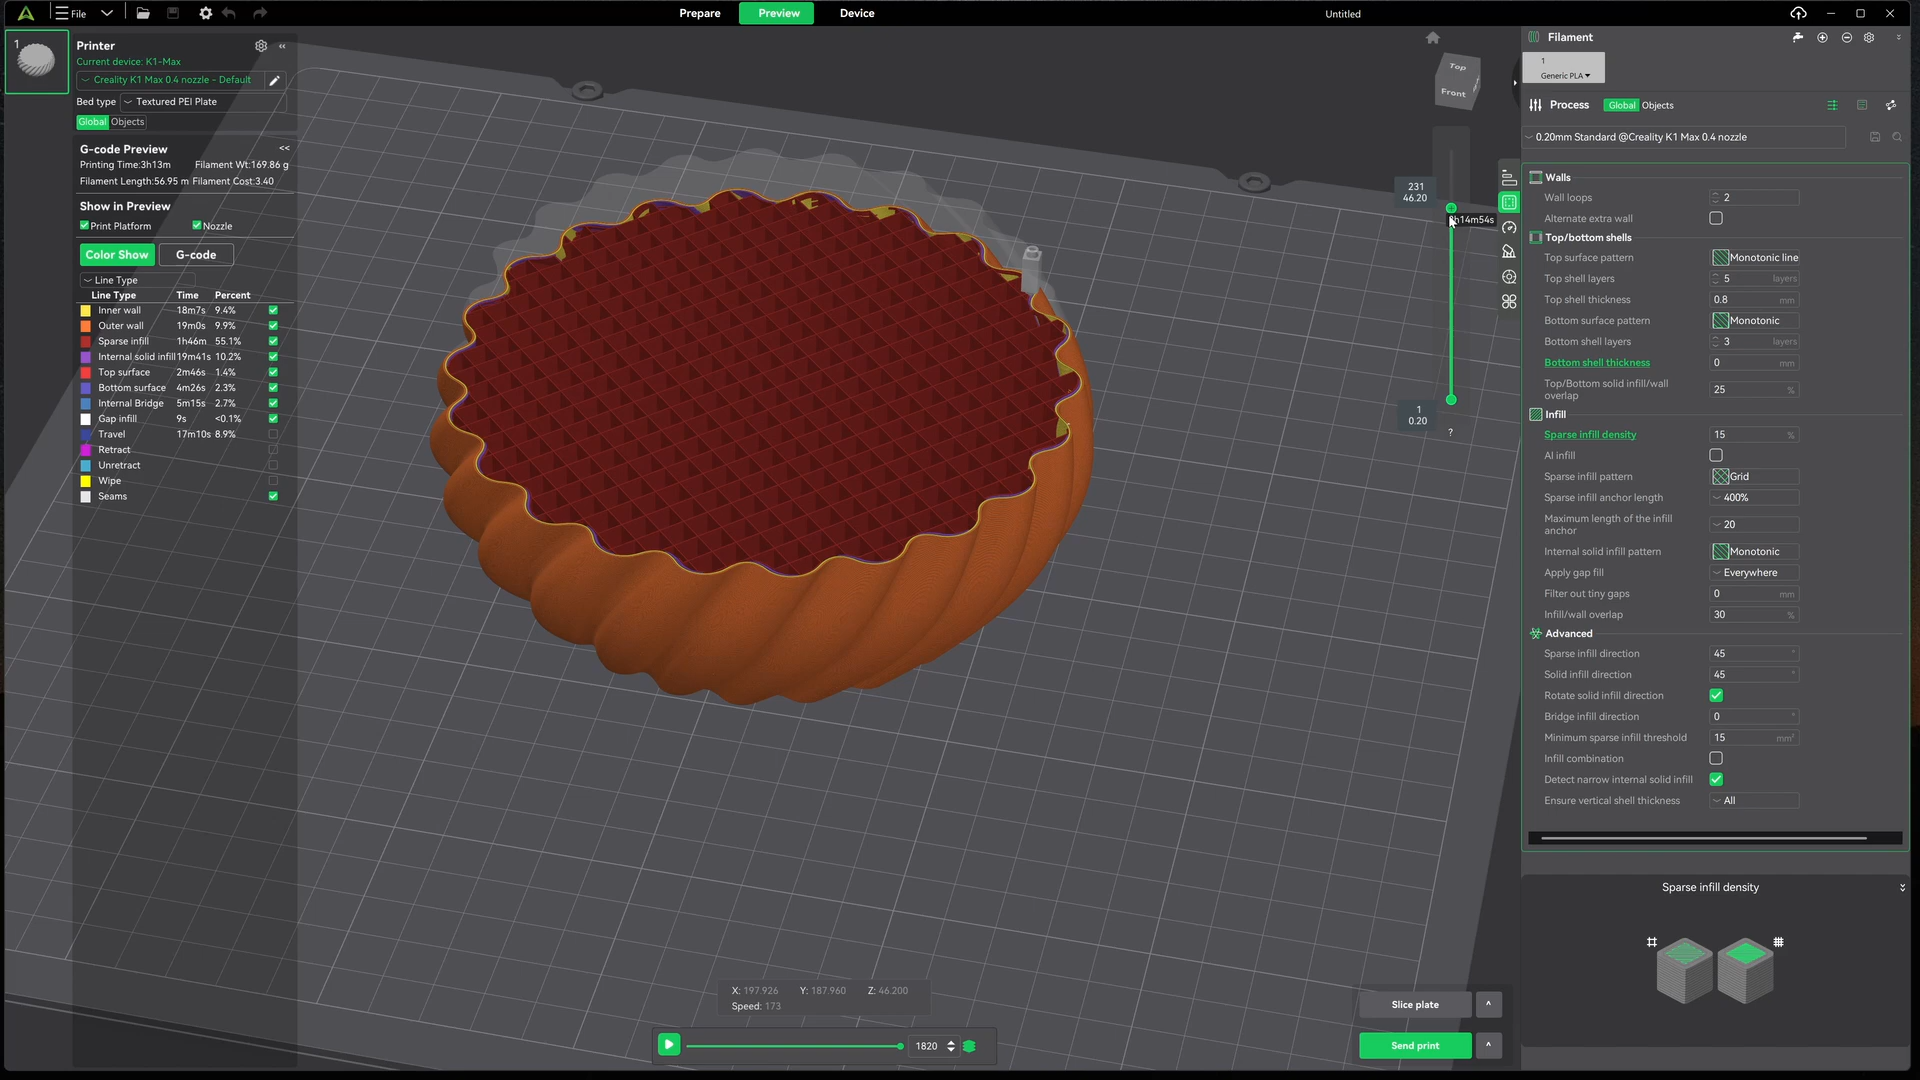 File
Prepare
Preview
Device
Untitled
1
Printer
Current device: K1-Max
Creality K1 Max 0.4 nozzle - Default
Bed type
Textured PEI Plate
Global
Objects
G-code Preview
<<
Printing Time:3h13m
Filament Wt:169.86 g
Filament Length:56.95 m
Filament Cost:3.40
Show in Preview
Print Platform
Nozzle
Color Show
G-code
Line Type
Line Type Time Percent
Inner wall 18m7s 9.4%
Outer wall 19m0s 9.9%
Sparse infill 1h46m 55.1%
Internal solid infill 19m41s 10.2%
Top surface 2m46s 1.4%
Bottom surface 4m26s 2.3%
Internal Bridge 5m15s 2.7%
Gap infill 9s <0.1%
Travel 17m10s 8.9%
Retract
Unretract
Wipe
Seams
Top
Front
231
46.20
h14m54s
1
0.20
?
X: 197.926 Y: 187.960 Z: 46.200
Speed: 173
1820
Slice plate
Send print
Filament
1
Generic PLA
Process
Global
Objects
0.20mm Standard @Creality K1 Max 0.4 nozzle
Walls
Wall loops 2
Alternate extra wall
Top/bottom shells
Top surface pattern Monotonic line
Top shell layers 5 layers
Top shell thickness 0.8 mm
Bottom surface pattern Monotonic
Bottom shell layers 3 layers
Bottom shell thickness 0 mm
Top/Bottom solid infill/wall
overlap 25 %
Infill
Sparse infill density 15 %
AI infill
Sparse infill pattern Grid
Sparse infill anchor length 400%
Maximum length of the infill
anchor 20
Internal solid infill pattern Monotonic
Apply gap fill Everywhere
Filter out tiny gaps 0 mm
Infill/wall overlap 30 %
Advanced
Sparse infill direction 45 °
Solid infill direction 45 °
Rotate solid infill direction
Bridge infill direction 0 °
Minimum sparse infill threshold 15 mm²
Infill combination
Detect narrow internal solid infill
Ensure vertical shell thickness All
Sparse infill density